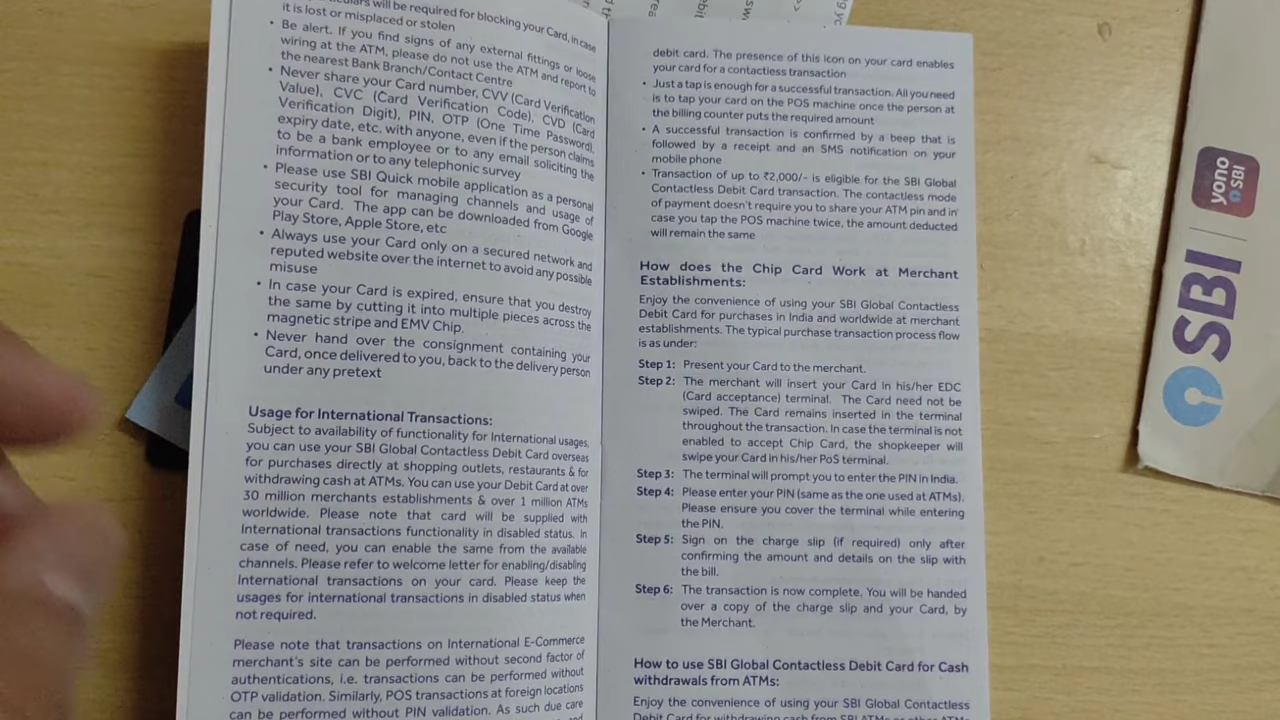 will be required for blocking your Card, in case
it is lost or misplaced or stolen
• Be alert. If you find signs of any external fittings or loose
wiring at the ATM, please do not use the ATM and report to
the nearest Bank Branch/Contact Centre
• Never share your Card number, CVV (Card Verification
Value), CVC (Card Verification Code), CVD (Card
Verification Digit), PIN, OTP (One Time Password),
expiry date, etc. with anyone, even if the person claims
to be a bank employee or to any email soliciting the
information or to any telephonic survey
• Please use SBI Quick mobile application as a personal
security tool for managing channels and usage of
your Card. The app can be downloaded from Google
Play Store, Apple Store, etc
• Always use your Card only on a secured network and
reputed website over the internet to avoid any possible
misuse
• In case your Card is expired, ensure that you destroy
the same by cutting it into multiple pieces across the
magnetic stripe and EMV Chip.
• Never hand over the consignment containing your
Card, once delivered to you, back to the delivery person
under any pretext
Usage for International Transactions:
Subject to availability of functionality for International usages,
you can use your SBI Global Contactless Debit Card overseas
for purchases directly at shopping outlets, restaurants & for
withdrawing cash at ATMs. You can use your Debit Card at over
30 million merchants establishments & over 1 million ATMs
worldwide. Please note that card will be supplied with
International transactions functionality in disabled status. In
case of need, you can enable the same from the available
channels. Please refer to welcome letter for enabling/disabling
International transactions on your card. Please keep the
usages for international transactions in disabled status when
not required.
Please note that transactions on International E-Commerce
merchant's site can be performed without second factor of
authentications, i.e. transactions can be performed without
OTP validation. Similarly, POS transactions at foreign locations
can be performed without PIN validation. As such due care
debit card. The presence of this icon on your card enables
your card for a contactless transaction
• Just a tap is enough for a successful transaction. All you need
is to tap your card on the POS machine once the person at
the billing counter puts the required amount
• A successful transaction is confirmed by a beep that is
followed by a receipt and an SMS notification on your
mobile phone
• Transaction of up to ₹2,000/- is eligible for the SBI Global
Contactless Debit Card transaction. The contactless mode
of payment doesn't require you to share your ATM pin and in
case you tap the POS machine twice, the amount deducted
will remain the same
How does the Chip Card Work at Merchant
Establishments:
Enjoy the convenience of using your SBI Global Contactless
Debit Card for purchases in India and worldwide at merchant
establishments. The typical purchase transaction process flow
is as under:
Step 1: Present your Card to the merchant.
Step 2: The merchant will insert your Card in his/her EDC
(Card acceptance) terminal. The Card need not be
swiped. The Card remains inserted in the terminal
throughout the transaction. In case the terminal is not
enabled to accept Chip Card, the shopkeeper will
swipe your Card in his/her PoS terminal.
Step 3: The terminal will prompt you to enter the PIN in India.
Step 4: Please enter your PIN (same as the one used at ATMs).
Please ensure you cover the terminal while entering
the PIN.
Step 5: Sign on the charge slip (if required) only after
confirming the amount and details on the slip with
the bill.
Step 6: The transaction is now complete. You will be handed
over a copy of the charge slip and your Card, by
the Merchant.
How to use SBI Global Contactless Debit Card for Cash
withdrawals from ATMs:
Enjoy the convenience of using your SBI Global Contactless
Debit Card for withdrawing cash from SBI ATMs or other ATMs
SBI
yono
SBI